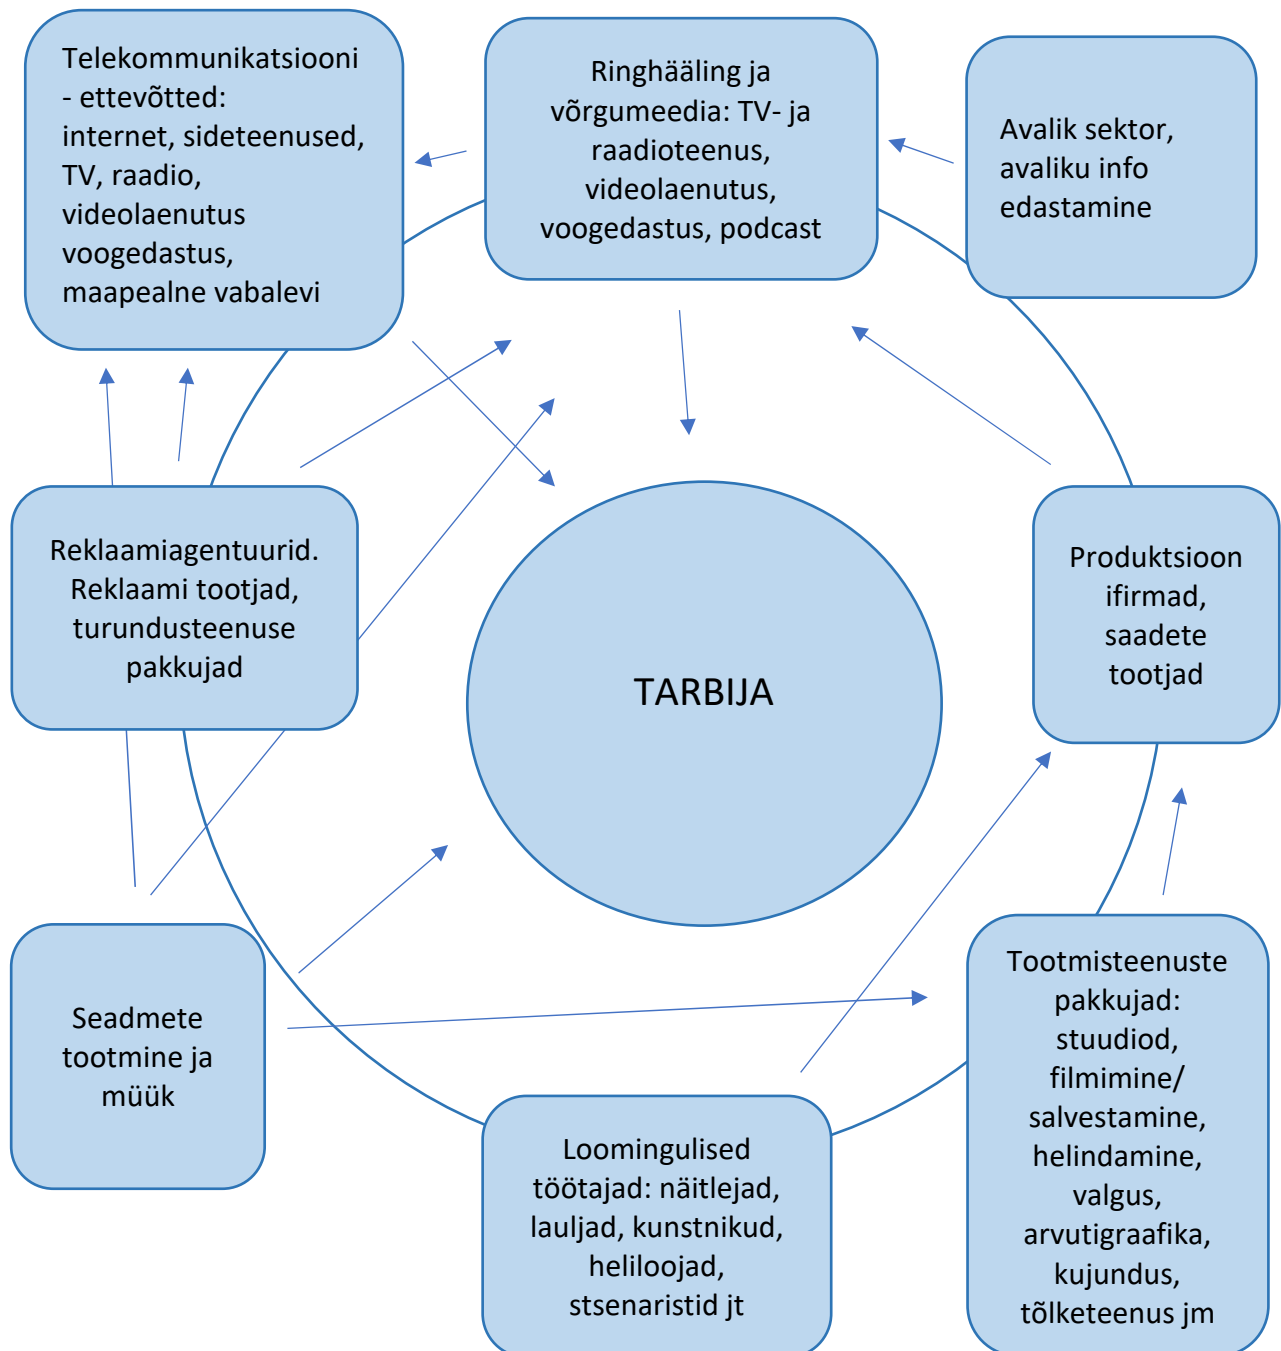 Telekommunikatsiooni
- ettevõtted:
internet, sideteenused,
TV, raadio,
videolaenutus
voogedastus,
maapealne vabalevi
Ringhääling ja
võrgumeedia: TV- ja
raadioteenus,
videolaenutus,
voogedastus, podcast
Avalik sektor,
avaliku info
edastamine
Reklaamiagentuurid.
Reklaami tootjad,
turundusteenuse
pakkujad
TARBIJA
Produktsioon
ifirmad,
saadete
tootjad
Seadmete
tootmine ja
müük
Loomingulised
töötajad: näitlejad,
lauljad, kunstnikud,
heliloojad,
stsenaristid jt
Tootmisteenuste
pakkujad:
stuudiod,
filmimine/
salvestamine,
helindamine,
valgus,
arvutigraafika,
kujundus,
tõlketeenus jm